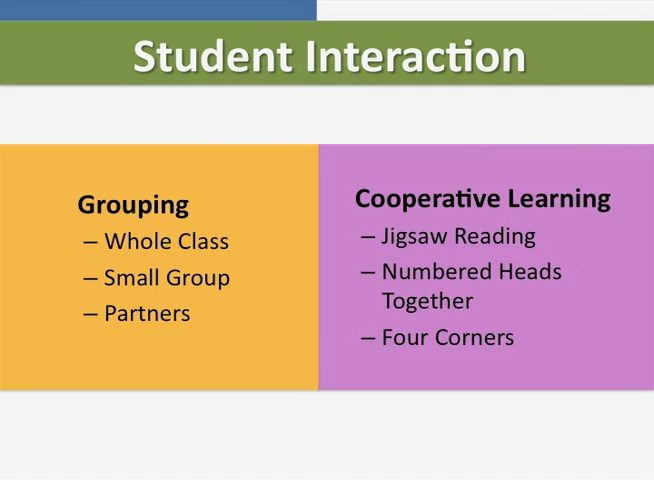 Student Interaction
Grouping
– Whole Class
– Small Group
– Partners
Cooperative Learning
– Jigsaw Reading
– Numbered Heads
Together
– Four Corners